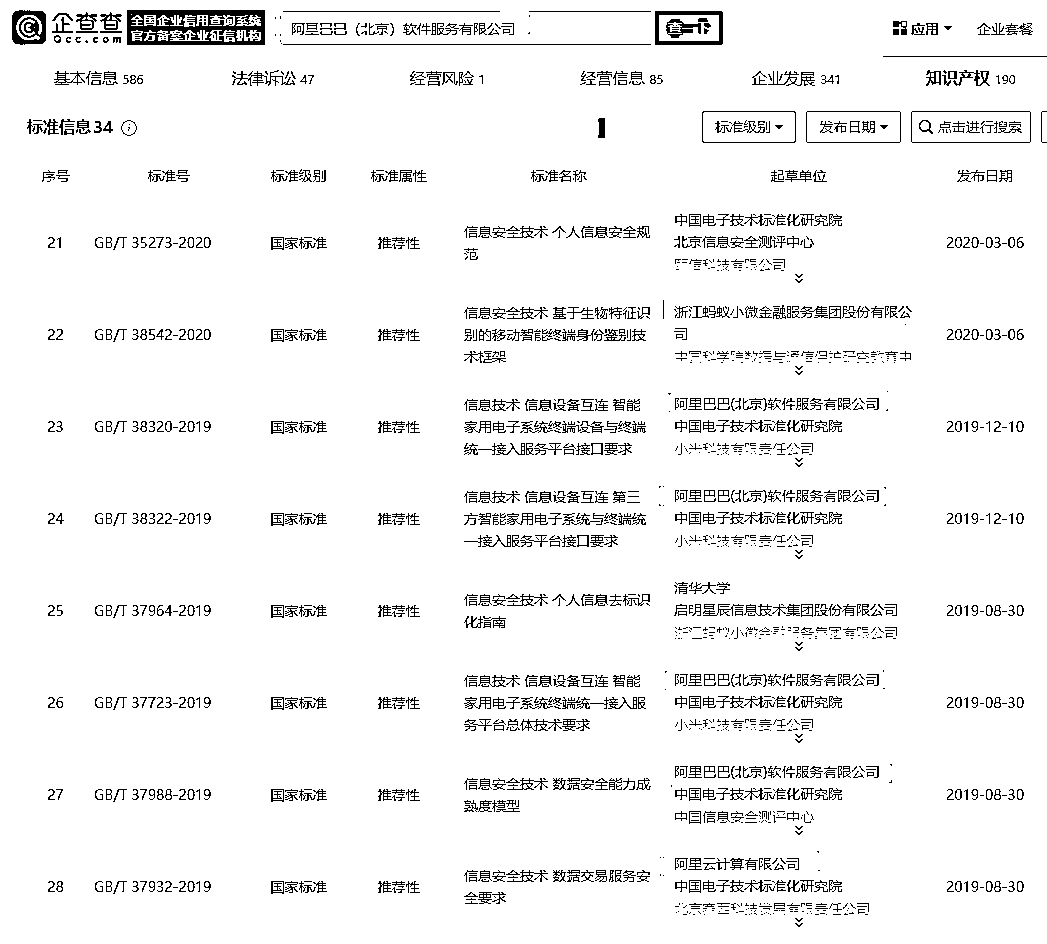 企查查
Qcc.com
全国企业信用查询系统
官方备案企业征信机构
阿里巴巴（北京）软件服务有限公司
查一下
应用
企业套餐
基本信息 586
法律诉讼 47
经营风险 1
经营信息 85
企业发展 341
知识产权 190
标准信息 34
标准级别
发布日期
点击进行搜索
序号 标准号 标准级别 标准属性 标准名称 起草单位 发布日期
21 GB/T 35273-2020 国家标准 推荐性
信息安全技术 个人信息安全规
范
中国电子技术标准化研究院
北京信息安全测评中心
2020-03-06
22 GB/T 38542-2020 国家标准 推荐性
信息安全技术 基于生物特征识
别的移动智能终端身份鉴别技
术框架
浙江蚂蚁小微金融服务集团股份有限公
司
2020-03-06
23 GB/T 38320-2019 国家标准 推荐性
信息技术 信息设备互连 智能
家用电子系统终端设备与终端
统一接入服务平台接口要求
阿里巴巴(北京)软件服务有限公司
中国电子技术标准化研究院
小米科技有限责任公司
2019-12-10
24 GB/T 38322-2019 国家标准 推荐性
信息技术 信息设备互连 第三
方智能家用电子系统与终端统
一接入服务平台接口要求
阿里巴巴(北京)软件服务有限公司
中国电子技术标准化研究院
小米科技有限责任公司
2019-12-10
25 GB/T 37964-2019 国家标准 推荐性
信息安全技术 个人信息去标识
化指南
清华大学
启明星辰信息技术集团股份有限公司
浙江蚂蚁小微金融服务集团有限公司
2019-08-30
26 GB/T 37723-2019 国家标准 推荐性
信息技术 信息设备互连 智能
家用电子系统终端统一接入服
务平台总体技术要求
阿里巴巴(北京)软件服务有限公司
中国电子技术标准化研究院
小米科技有限责任公司
2019-08-30
27 GB/T 37988-2019 国家标准 推荐性
信息安全技术 数据安全能力成
熟度模型
阿里巴巴(北京)软件服务有限公司
中国电子技术标准化研究院
中国信息安全测评中心
2019-08-30
28 GB/T 37932-2019 国家标准 推荐性
信息安全技术 数据交易服务安
全要求
阿里云计算有限公司
中国电子技术标准化研究院
2019-08-30